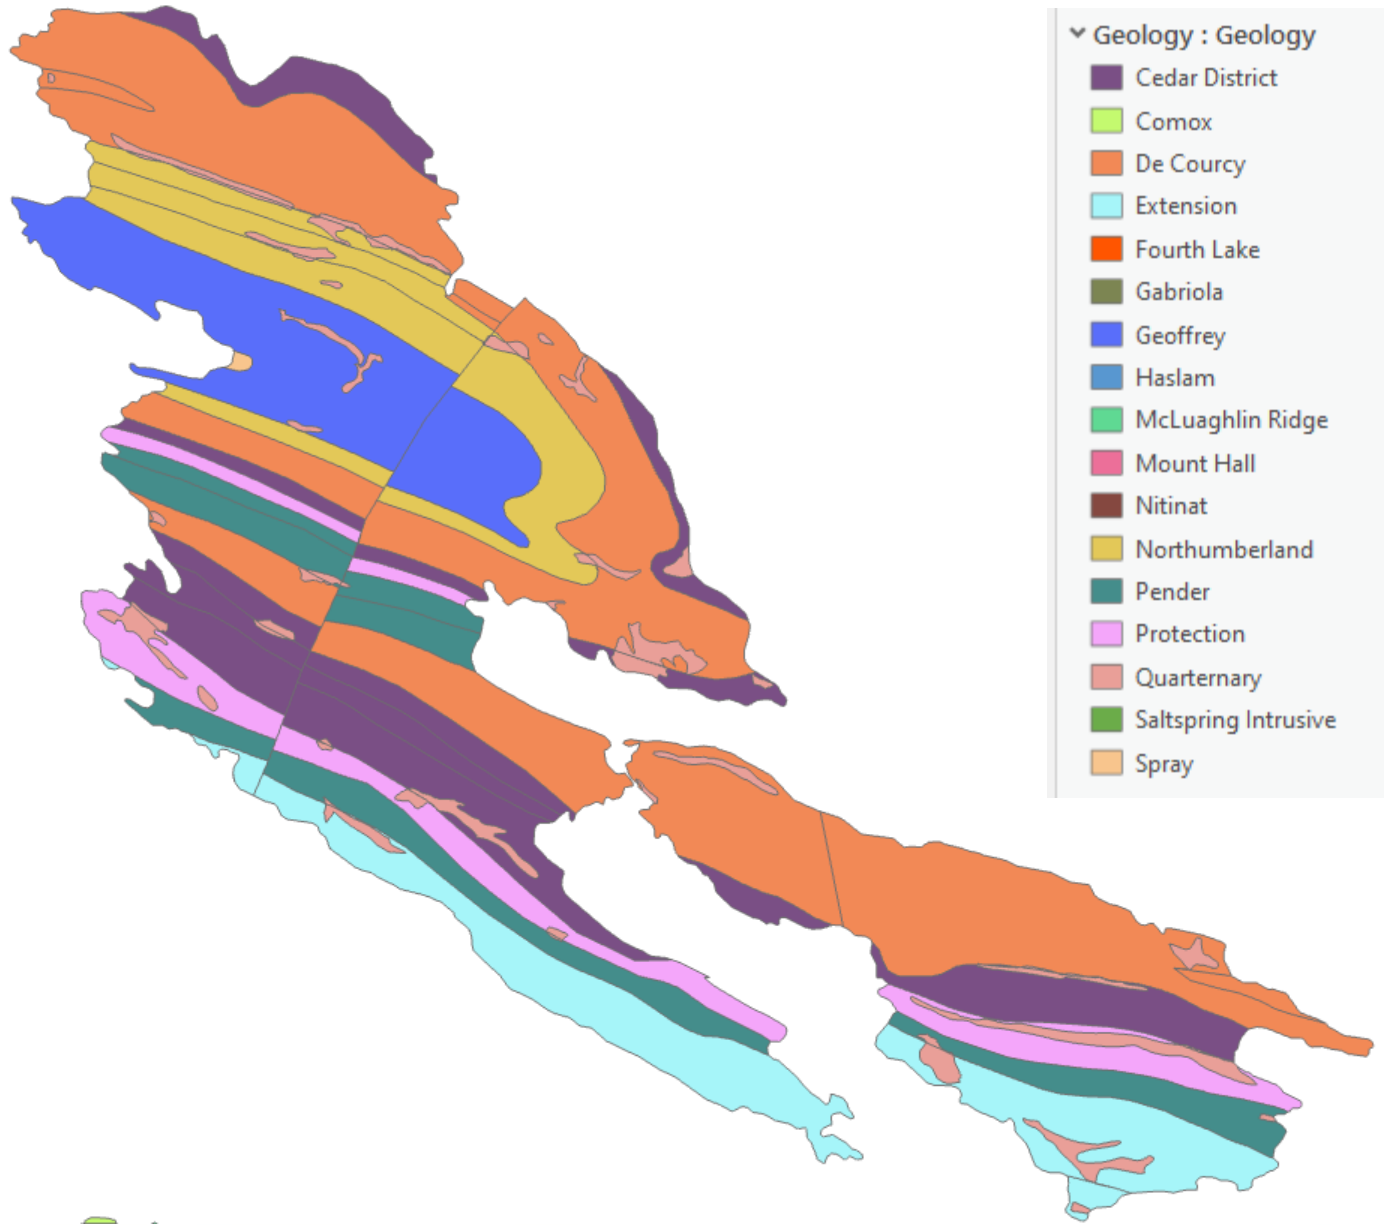 Geology : Geology
Cedar District
Comox
De Courcy
Extension
Fourth Lake
Gabriola
Geoffrey
Haslam
McLuaghlin Ridge
Mount Hall
Nitinat
Northumberland
Pender
Protection
Quarternary
Saltspring Intrusive
Spray